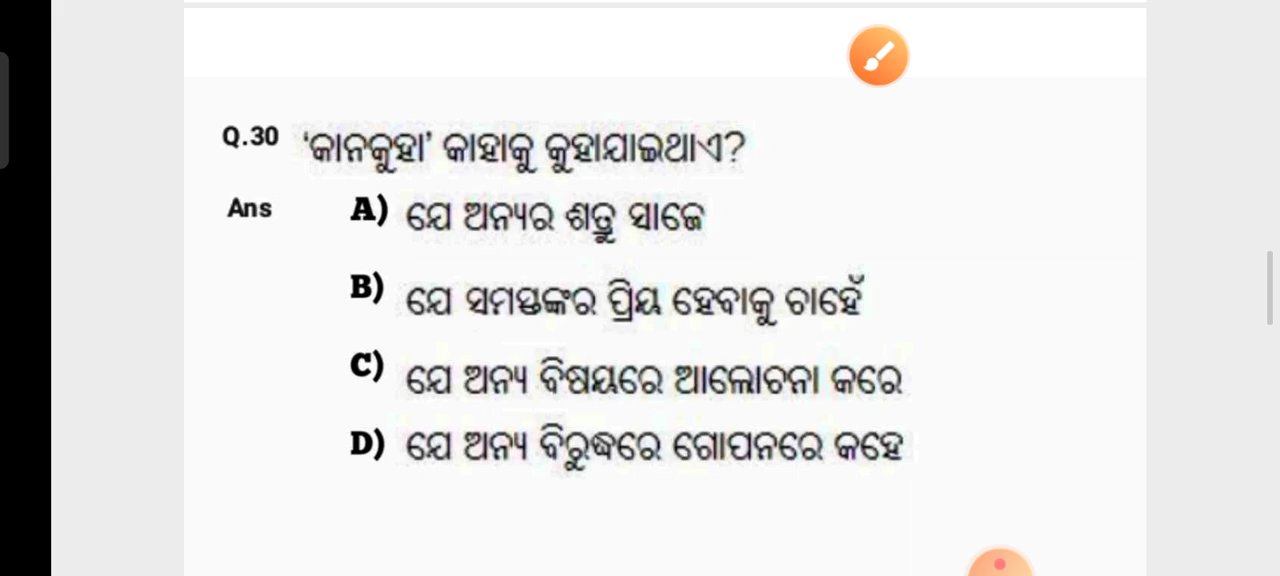 Q.30 'କାନକୁହା' କାହାକୁ କୁହାଯାଇଥାଏ?
Ans A) ଯେ ଅନ୍ୟର ଶତ୍ରୁ ସାଜେ
B) ଯେ ସମସ୍ତଙ୍କର ପ୍ରିୟ ହେବାକୁ ଚାହେଁ
C) ଯେ ଅନ୍ୟ ବିଷୟରେ ଆଲୋଚନା କରେ
D) ଯେ ଅନ୍ୟ ବିରୁଦ୍ଧରେ ଗୋପନରେ କହେ